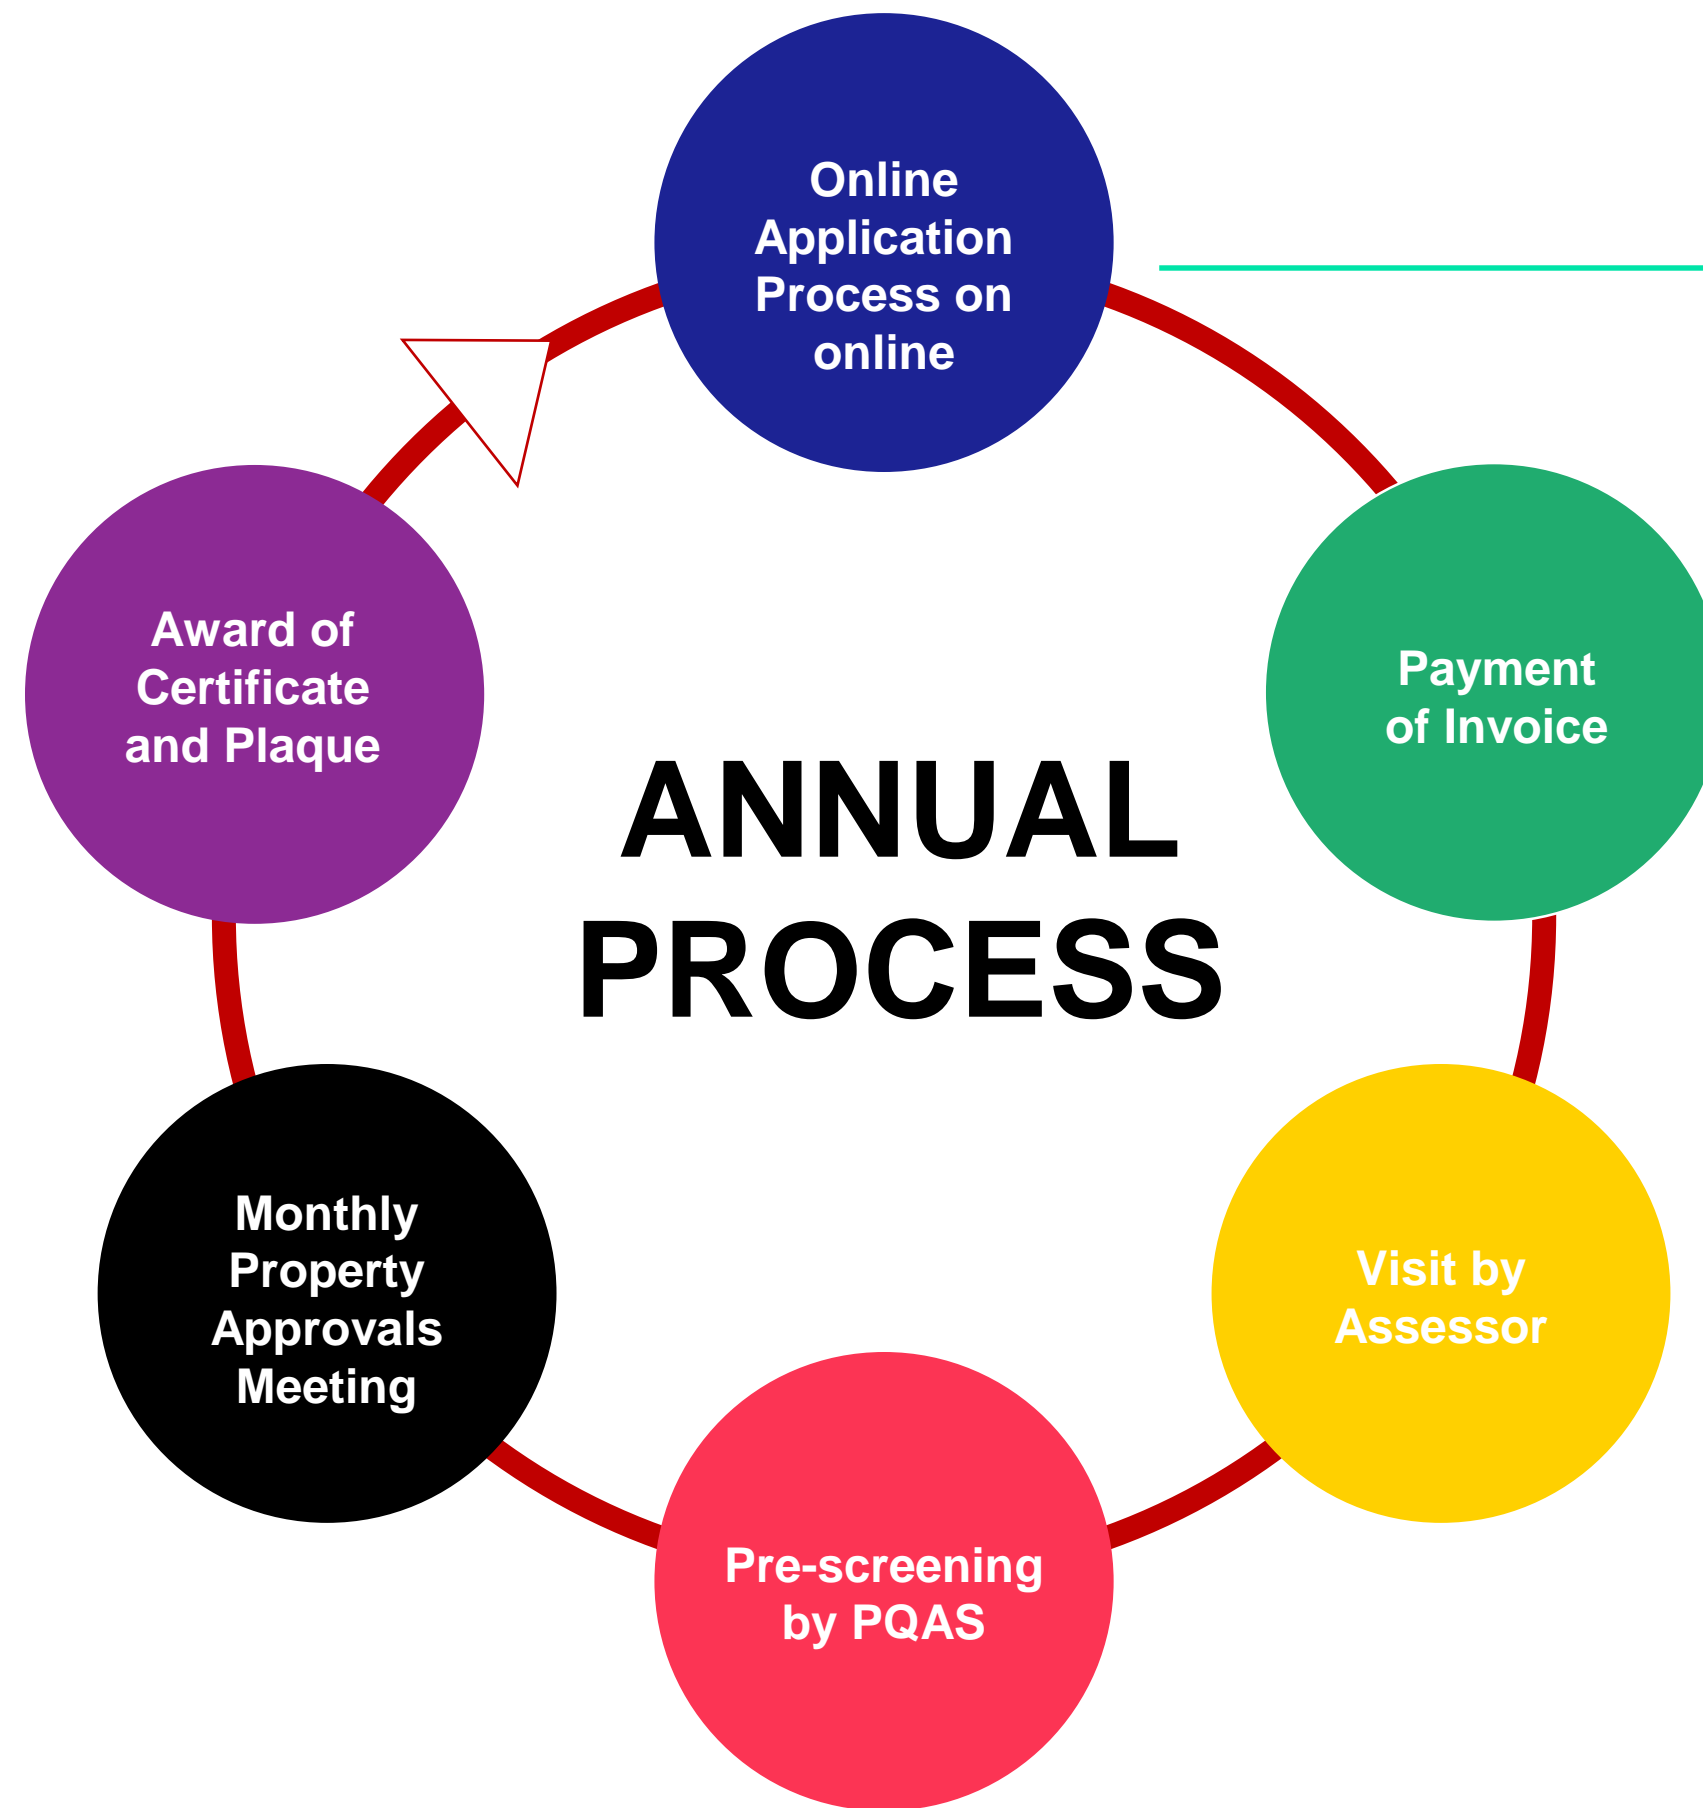 Online
Application
Process on
online
Payment
of Invoice
Visit by
Assessor
Pre-screening
by PQAS
Monthly
Property
Approvals
Meeting
Award of
Certificate
and Plaque
ANNUAL
PROCESS